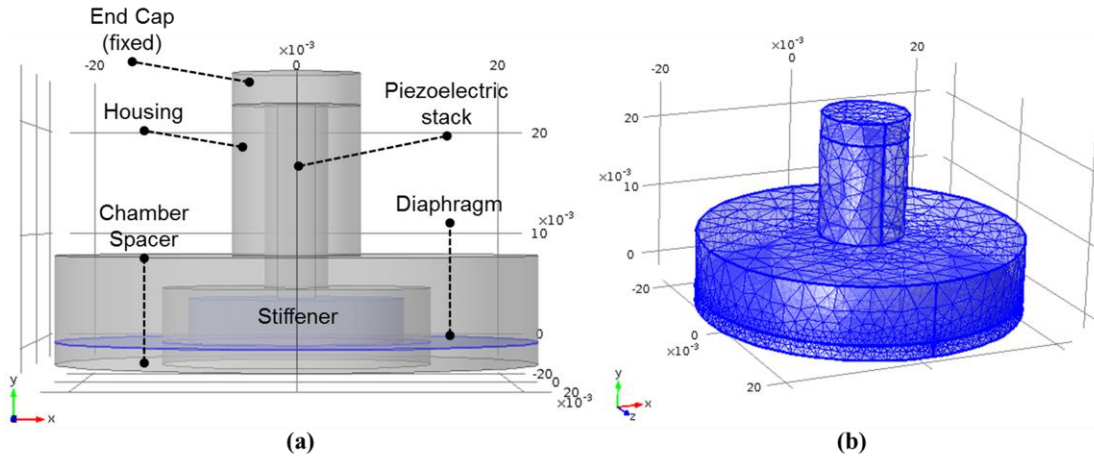 End Cap
(fixed)
×10⁻³
-20
0
20
Housing
Piezoelectric
stack
20
Chamber
Spacer
Diaphragm
×10⁻³
10
Stiffener
0
-20
0
20
×10⁻³
y
x
(a)
×10⁻³
20
0
-20
20
×10⁻³
10
0
-20
0
×10⁻³
20
y
x
z
(b)